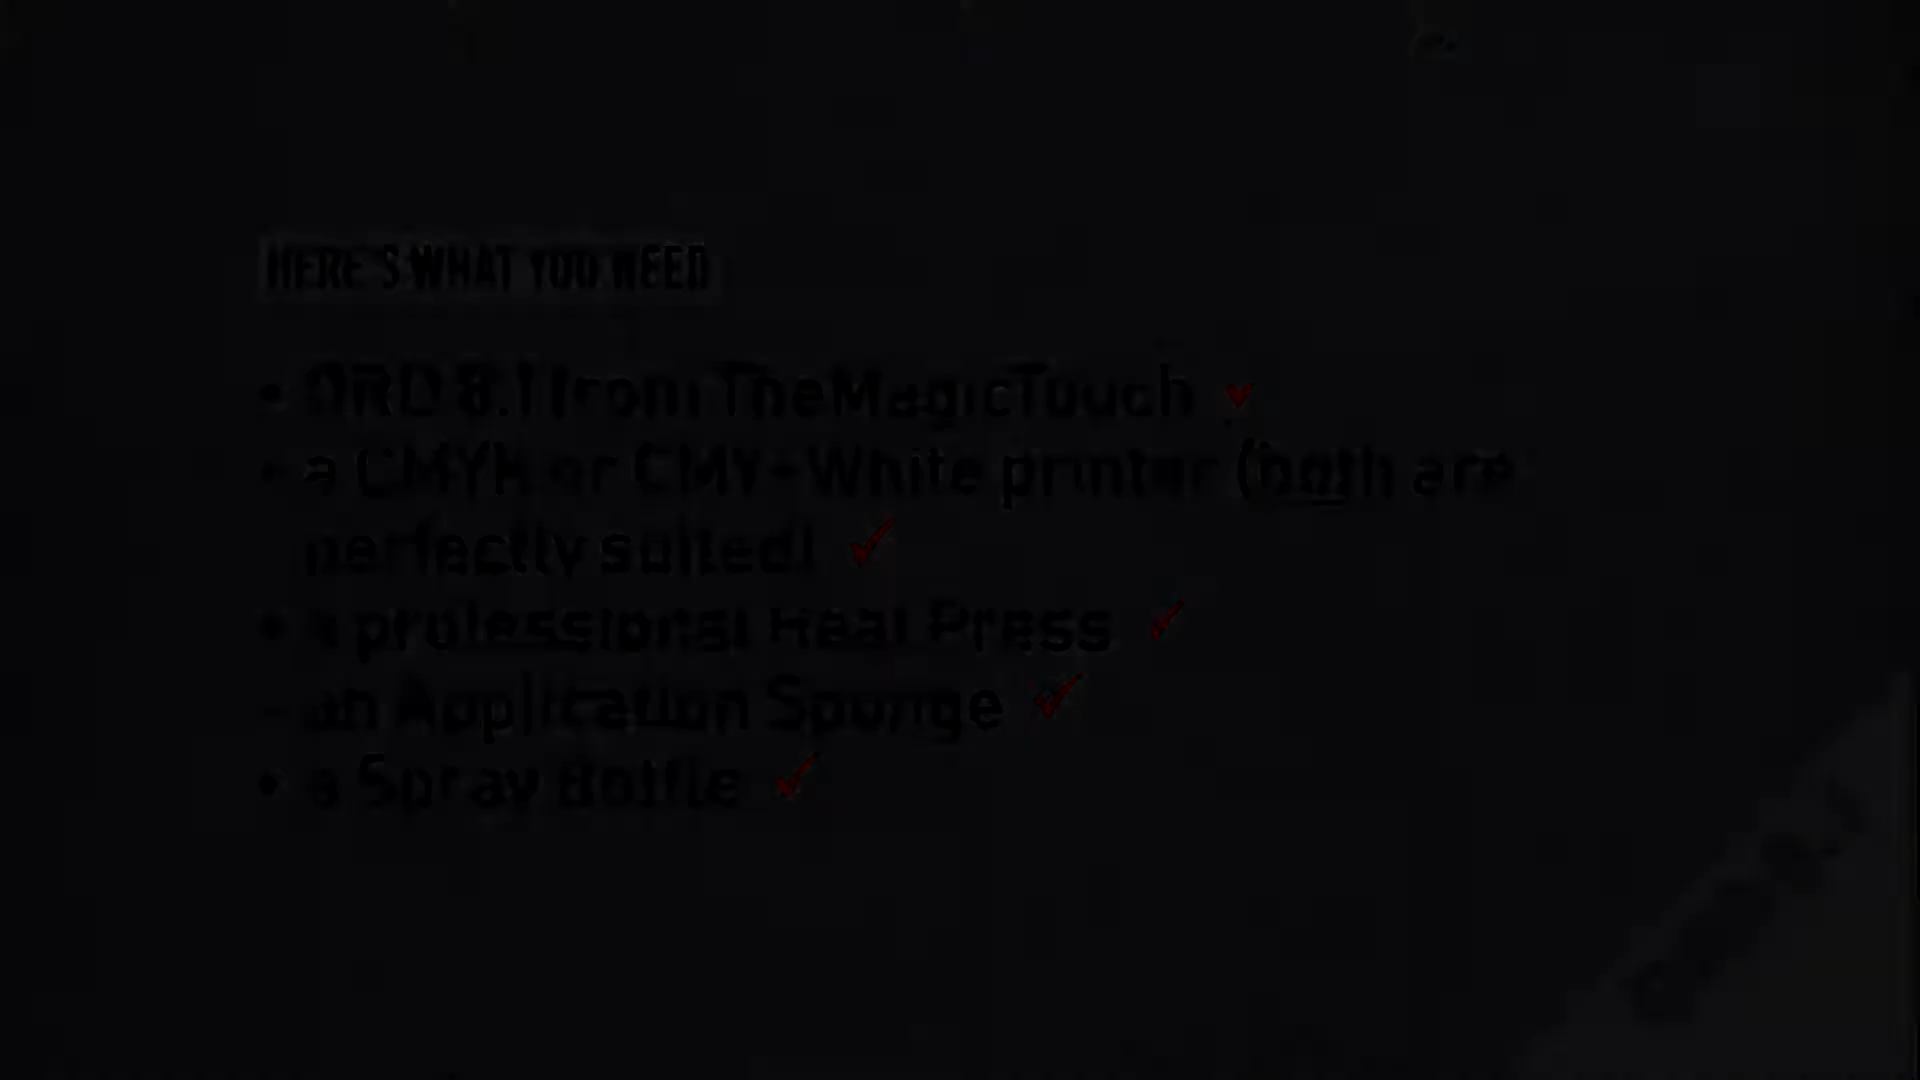 HERE'S WHAT YOU NEED
• DRD 8.1 from TheMagicTouch
• a CMYK or CMY+White printer (both are
perfectly suited)
• a professional Heat Press
• an Application Sponge
• a Spray Bottle